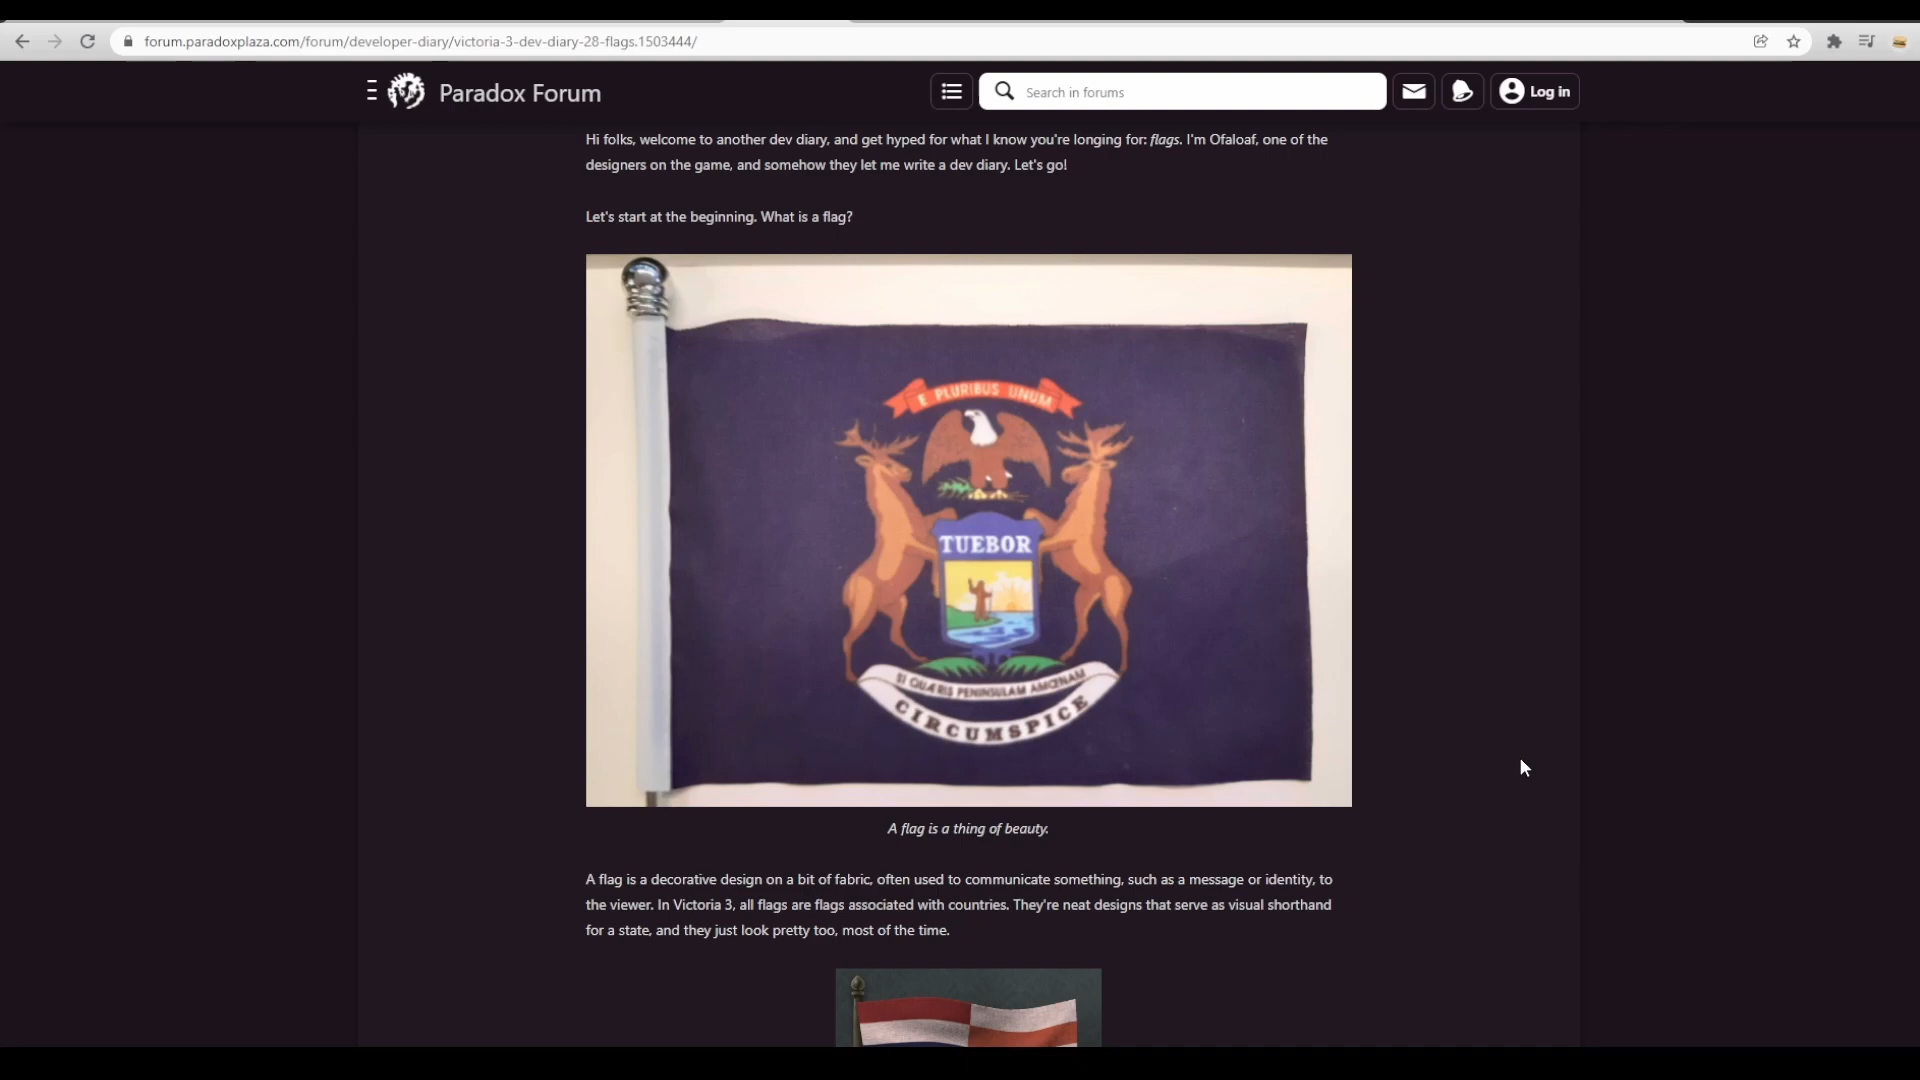 forum.paradoxplaza.com/forum/developer-diary/victoria-3-dev-diary-28-flags.1503444/
Paradox Forum
Search in forums
Log in
Hi folks, welcome to another dev diary, and get hyped for what I know you're longing for: flags. I'm Ofaloaf, one of the
designers on the game, and somehow they let me write a dev diary. Let's go!
Let's start at the beginning. What is a flag?
E PLURIBUS UNUM
TUEBOR
SI QUÆRIS PENINSULAM AMŒNAM
CIRCUMSPICE
A flag is a thing of beauty.
A flag is a decorative design on a bit of fabric, often used to communicate something, such as a message or identity, to
the viewer. In Victoria 3, all flags are flags associated with countries. They're neat designs that serve as visual shorthand
for a state, and they just look pretty too, most of the time.